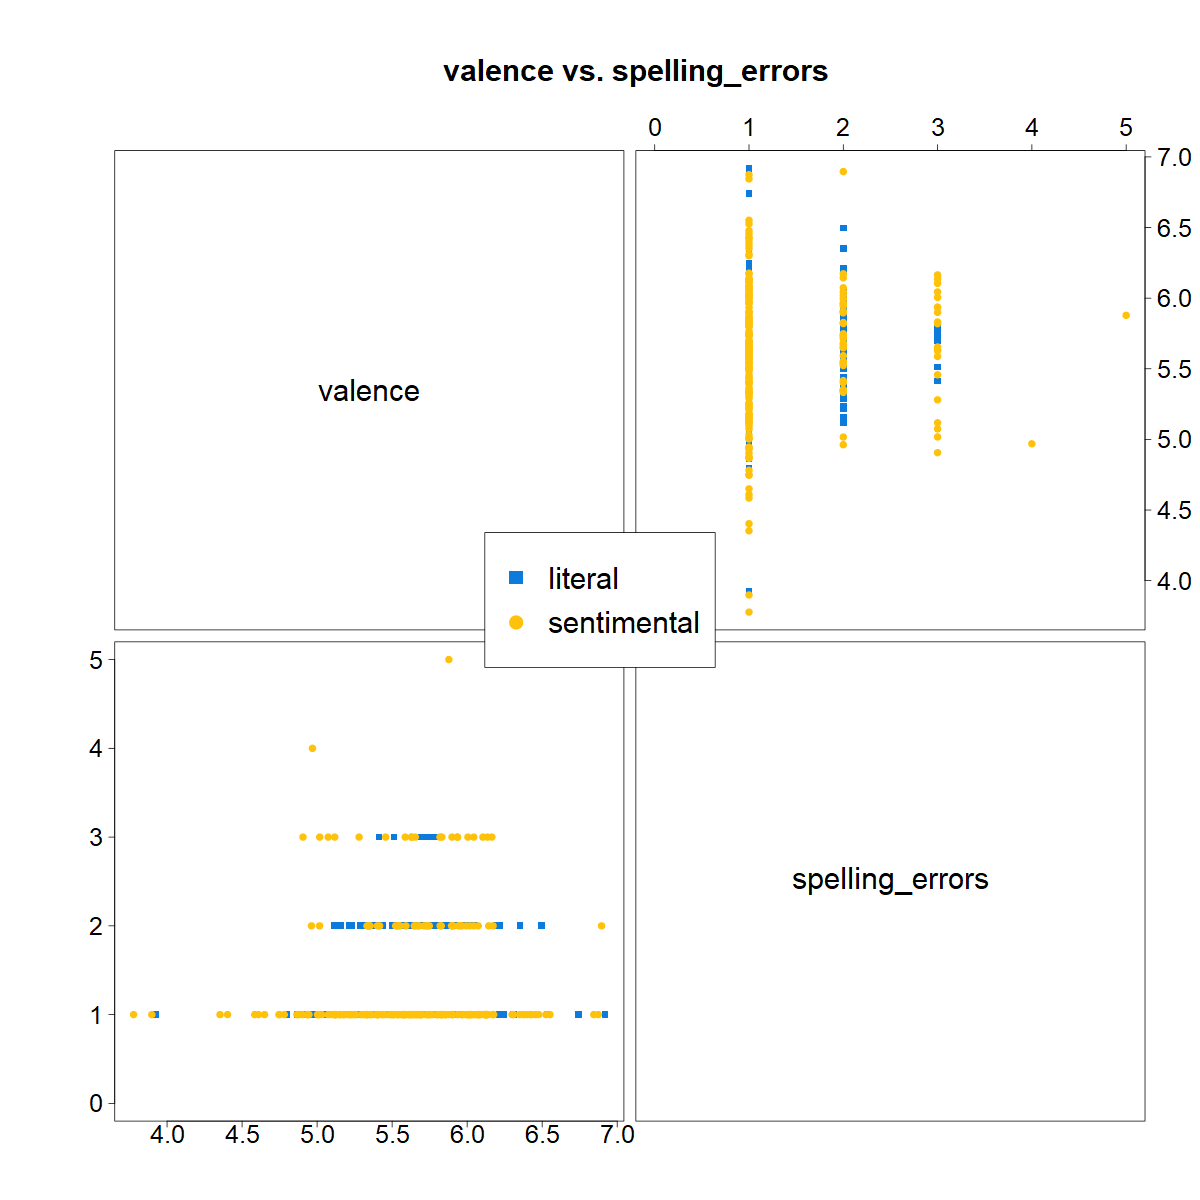 valence vs. spelling_errors
0 1 2 3 4 5
valence
7.0
6.5
6.0
5.5
5.0
4.5
4.0
literal
sentimental
5
4
3
2
1
0
spelling_errors
4.0 4.5 5.0 5.5 6.0 6.5 7.0